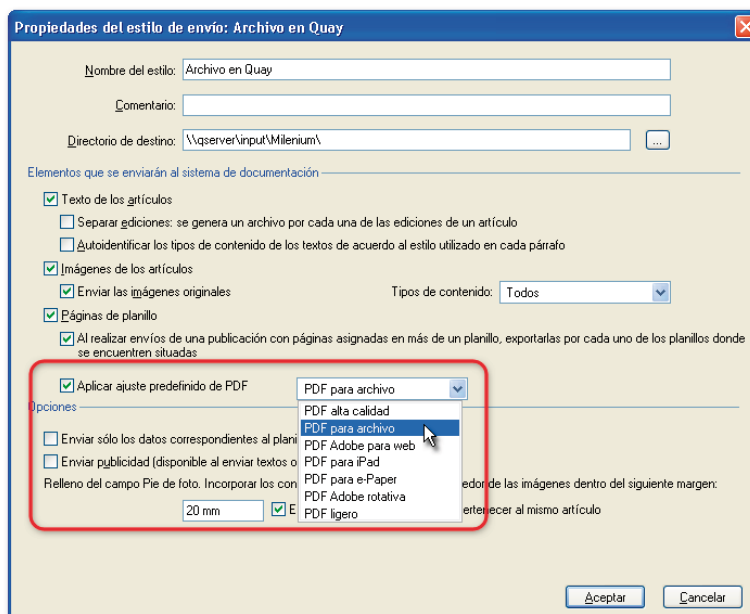 Propiedades del estilo de envío: Archivo en Quay
Nombre del estilo: Archivo en Quay
Comentario:
Directorio de destino: \\qserver\input\Milenium\ ...
Elementos que se enviarán al sistema de documentación
Texto de los artículos
Separar ediciones: se genera un archivo por cada una de las ediciones de un artículo
Autoidentificar los tipos de contenido de los textos de acuerdo al estilo utilizado en cada párrafo
Imágenes de los artículos
Enviar las imágenes originales Tipos de contenido: Todos
Páginas de planillo
Al realizar envíos de una publicación con páginas asignadas en más de un planillo, exportarlas por cada uno de los planillos donde
se encuentren situadas
Aplicar ajuste predefinido de PDF PDF para archivo
Opciones
PDF alta calidad
PDF para archivo
PDF Adobe para web
PDF para iPad
PDF para e-Paper
PDF Adobe rotativa
PDF ligero
Enviar sólo los datos correspondientes al plani
Enviar publicidad (disponible al enviar textos o
Relleno del campo Pie de foto. Incorporar los con edor de las imágenes dentro del siguiente margen:
20 mm E ertenecer al mismo artículo
Aceptar Cancelar